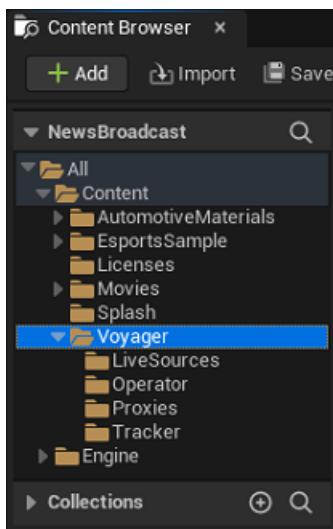 Content Browser
Add Import Save
NewsBroadcast
All
Content
AutomotiveMaterials
EsportsSample
Licenses
Movies
Splash
Voyager
LiveSources
Operator
Proxies
Tracker
Engine
Collections